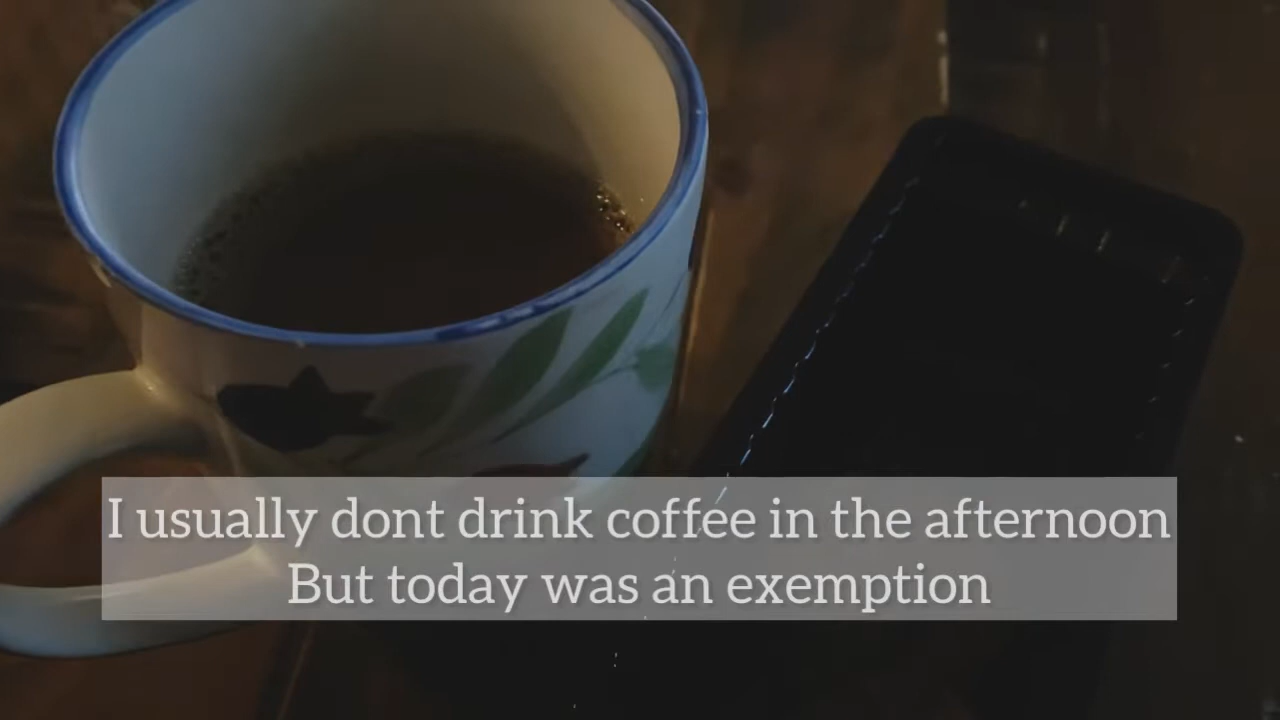 I usually dont drink coffee in the afternoon
But today was an exemption